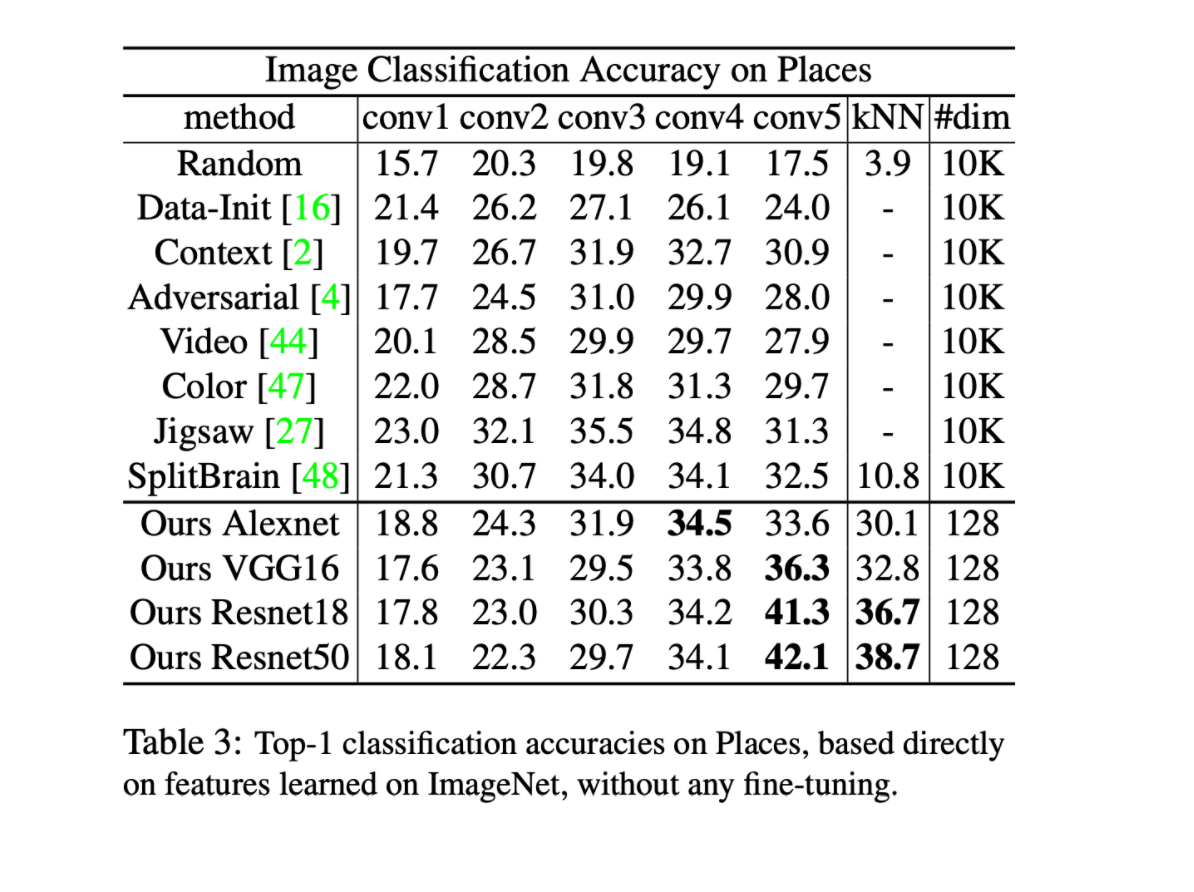 Image Classification Accuracy on Places
method conv1 conv2 conv3 conv4 conv5 kNN #dim
Random 15.7 20.3 19.8 19.1 17.5 3.9 10K
Data-Init [16] 21.4 26.2 27.1 26.1 24.0 - 10K
Context [2] 19.7 26.7 31.9 32.7 30.9 - 10K
Adversarial [4] 17.7 24.5 31.0 29.9 28.0 - 10K
Video [44] 20.1 28.5 29.9 29.7 27.9 - 10K
Color [47] 22.0 28.7 31.8 31.3 29.7 - 10K
Jigsaw [27] 23.0 32.1 35.5 34.8 31.3 - 10K
SplitBrain [48] 21.3 30.7 34.0 34.1 32.5 10.8 10K
Ours Alexnet 18.8 24.3 31.9 34.5 33.6 30.1 128
Ours VGG16 17.6 23.1 29.5 33.8 36.3 32.8 128
Ours Resnet18 17.8 23.0 30.3 34.2 41.3 36.7 128
Ours Resnet50 18.1 22.3 29.7 34.1 42.1 38.7 128
Table 3: Top-1 classification accuracies on Places, based directly
on features learned on ImageNet, without any fine-tuning.